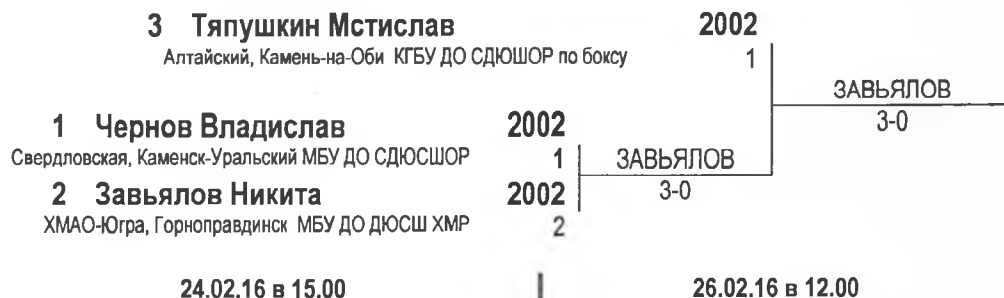 3 Тяпушкин Мстислав 2002
Алтайский, Камень-на-Оби КГБУ ДО СДЮШОР по боксу 1
ЗАВЬЯЛОВ
3-0
1 Чернов Владислав 2002
Свердловская, Каменск-Уральский МБУ ДО СДЮСШОР 1
ЗАВЬЯЛОВ
2 Завьялов Никита 2002
3-0
ХМАО-Югра, Горноправдинск МБУ ДО ДЮСШ ХМР 2
24.02.16 в 15.00 26.02.16 в 12.00